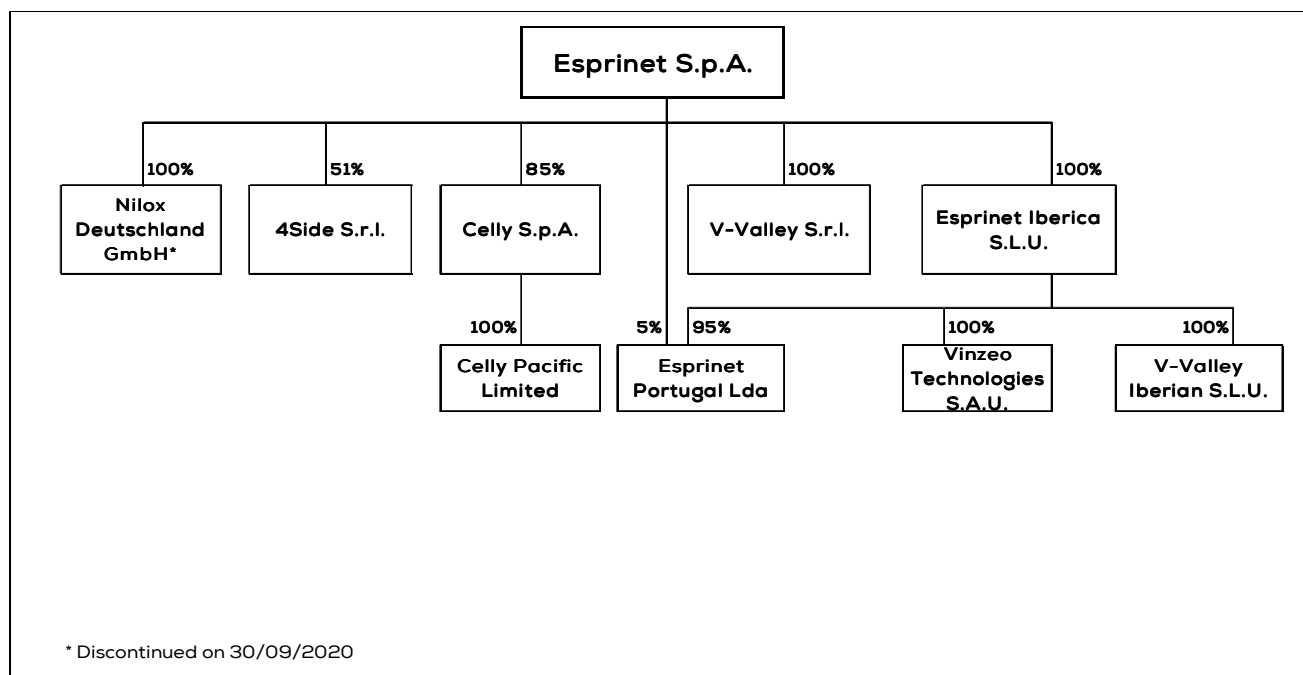 Esprinet S.p.A.
100%
51%
85%
100%
100%
Nilox
Deutschland
GmbH*
4Side S.r.l.
Celly S.p.A.
V-Valley S.r.l.
Esprinet Iberica
S.L.U.
100%
5%
95%
100%
100%
Celly Pacific
Limited
Esprinet
Portugal Lda
Vinzeo
Technologies
S.A.U.
V-Valley
Iberian S.L.U.
* Discontinued on 30/09/2020